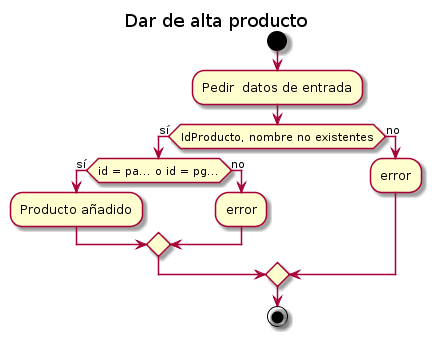 Dar de alta producto
Pedir  datos de entrada
sí
IdProducto, nombre no existentes
no
sí
id = pa... o id = pg...
no
error
Producto añadido
error